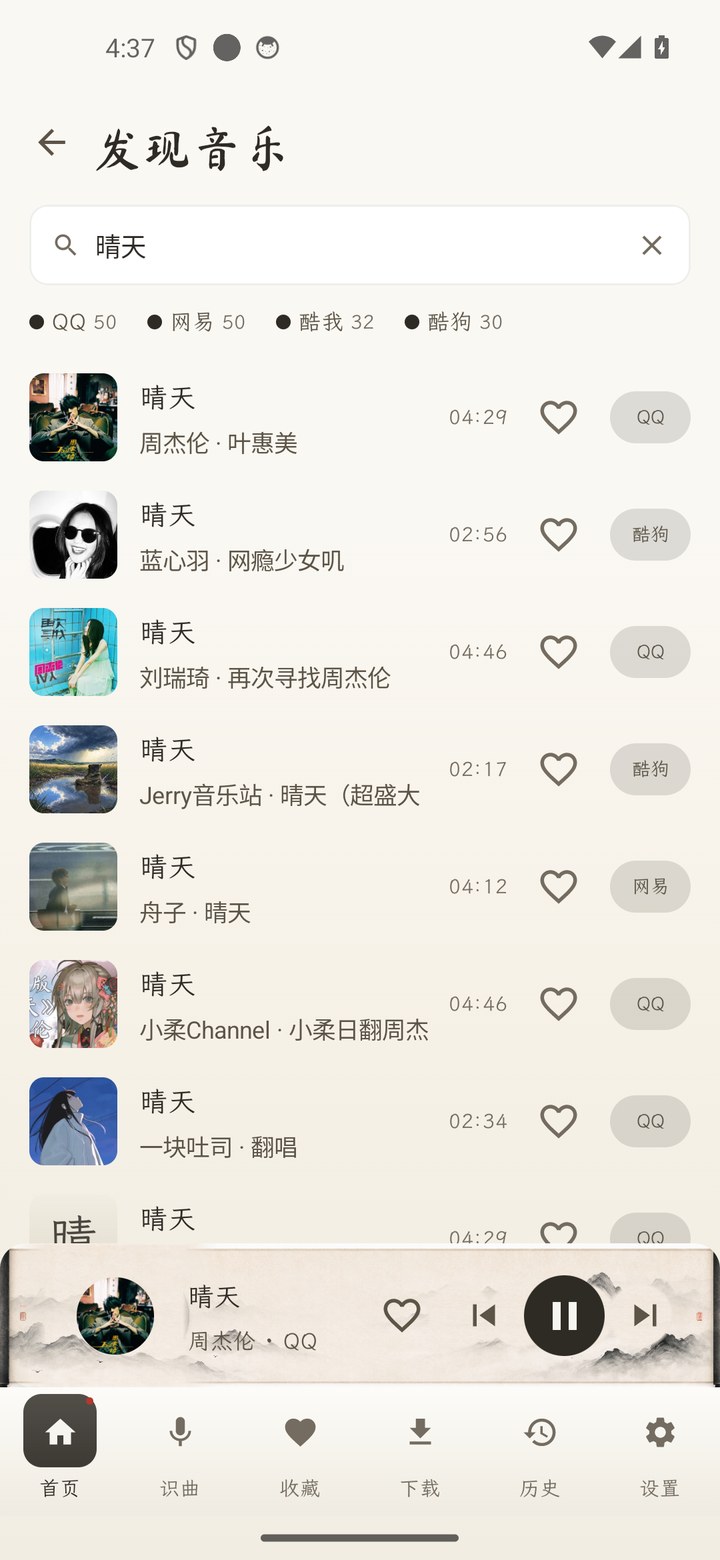 4:37
发现音乐
晴天
QQ 50 网易 50 酷我 32 酷狗 30
晴天
周杰伦 · 叶惠美
04:29 QQ
晴天
蓝心羽 · 网瘾少女叽
02:56 酷狗
晴天
刘瑞琦 · 再次寻找周杰伦
04:46 QQ
晴天
Jerry音乐站 · 晴天（超盛大
02:17 酷狗
晴天
舟子 · 晴天
04:12 网易
晴天
小柔Channel · 小柔日翻周杰
04:46 QQ
晴天
一块吐司 · 翻唱
02:34 QQ
晴
晴天
04:29 QQ
晴天
周杰伦 · QQ
首页 识曲 收藏 下载 历史 设置